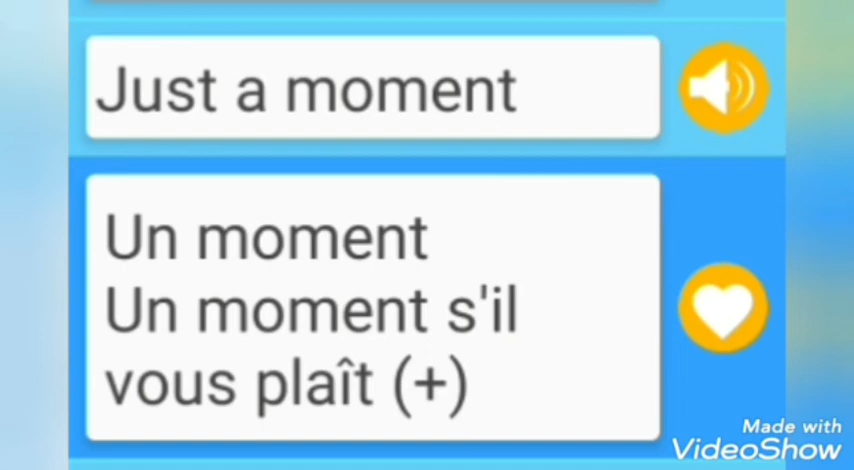 Just a moment
Un moment
Un moment s'il
vous plaît (+)
Made with
VideoShow